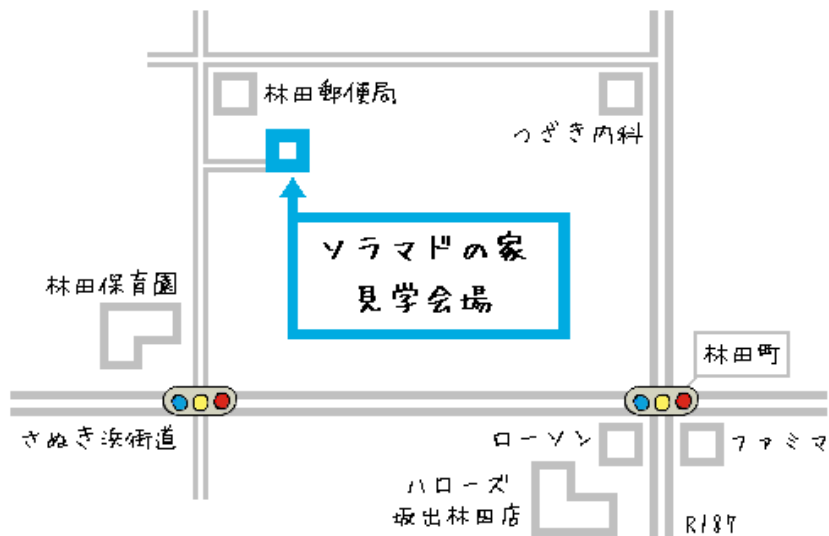 林田郵便局
つざき内科
ソラマドの家
見学会場
林田保育園
林田町
さぬき浜街道
ローソン
ファミマ
ハローズ
坂出林田店
R187